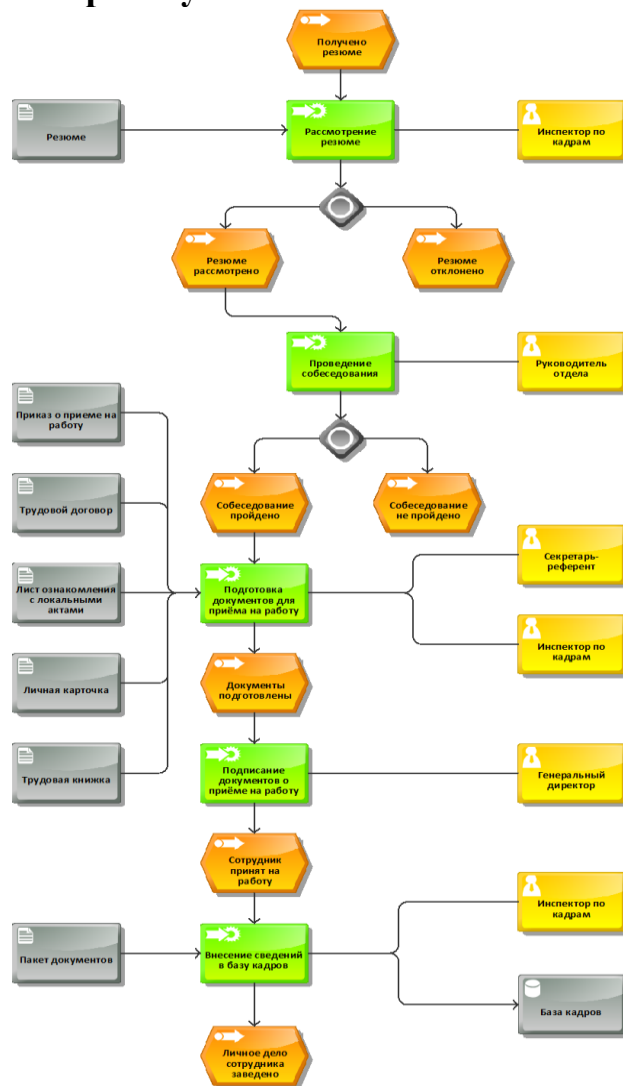 Получено
резюме
Резюме
Рассмотрение
резюме
Инспектор по
кадрам
Резюме
рассмотрено
Резюме
отклонено
Проведение
собеседования
Руководитель
отдела
Приказ о приеме на
работу
Собеседование
пройдено
Собеседование
не пройдено
Трудовой договор
Секретарь-
референт
Лист ознакомления
с локальными
актами
Подготовка
документов для
приёма на работу
Инспектор по
кадрам
Личная карточка
Документы
подготовлены
Трудовая книжка
Подписание
документов о
приёме на работу
Генеральный
директор
Сотрудник
принят на
работу
Инспектор по
кадрам
Пакет документов
Внесение сведений
в базу кадров
База кадров
Личное дело
сотрудника
заведено